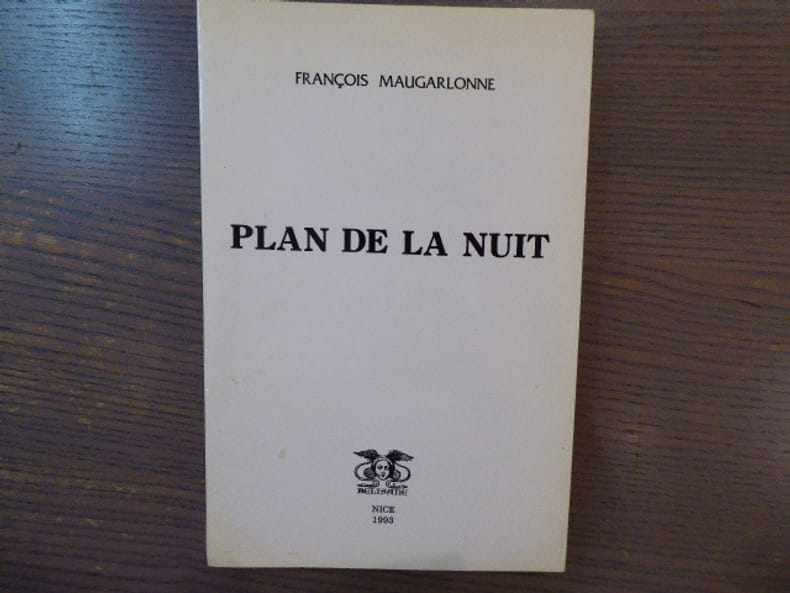 FRANÇOIS MAUGARLONNE
PLAN DE LA NUIT
BELISANE
NICE
1993